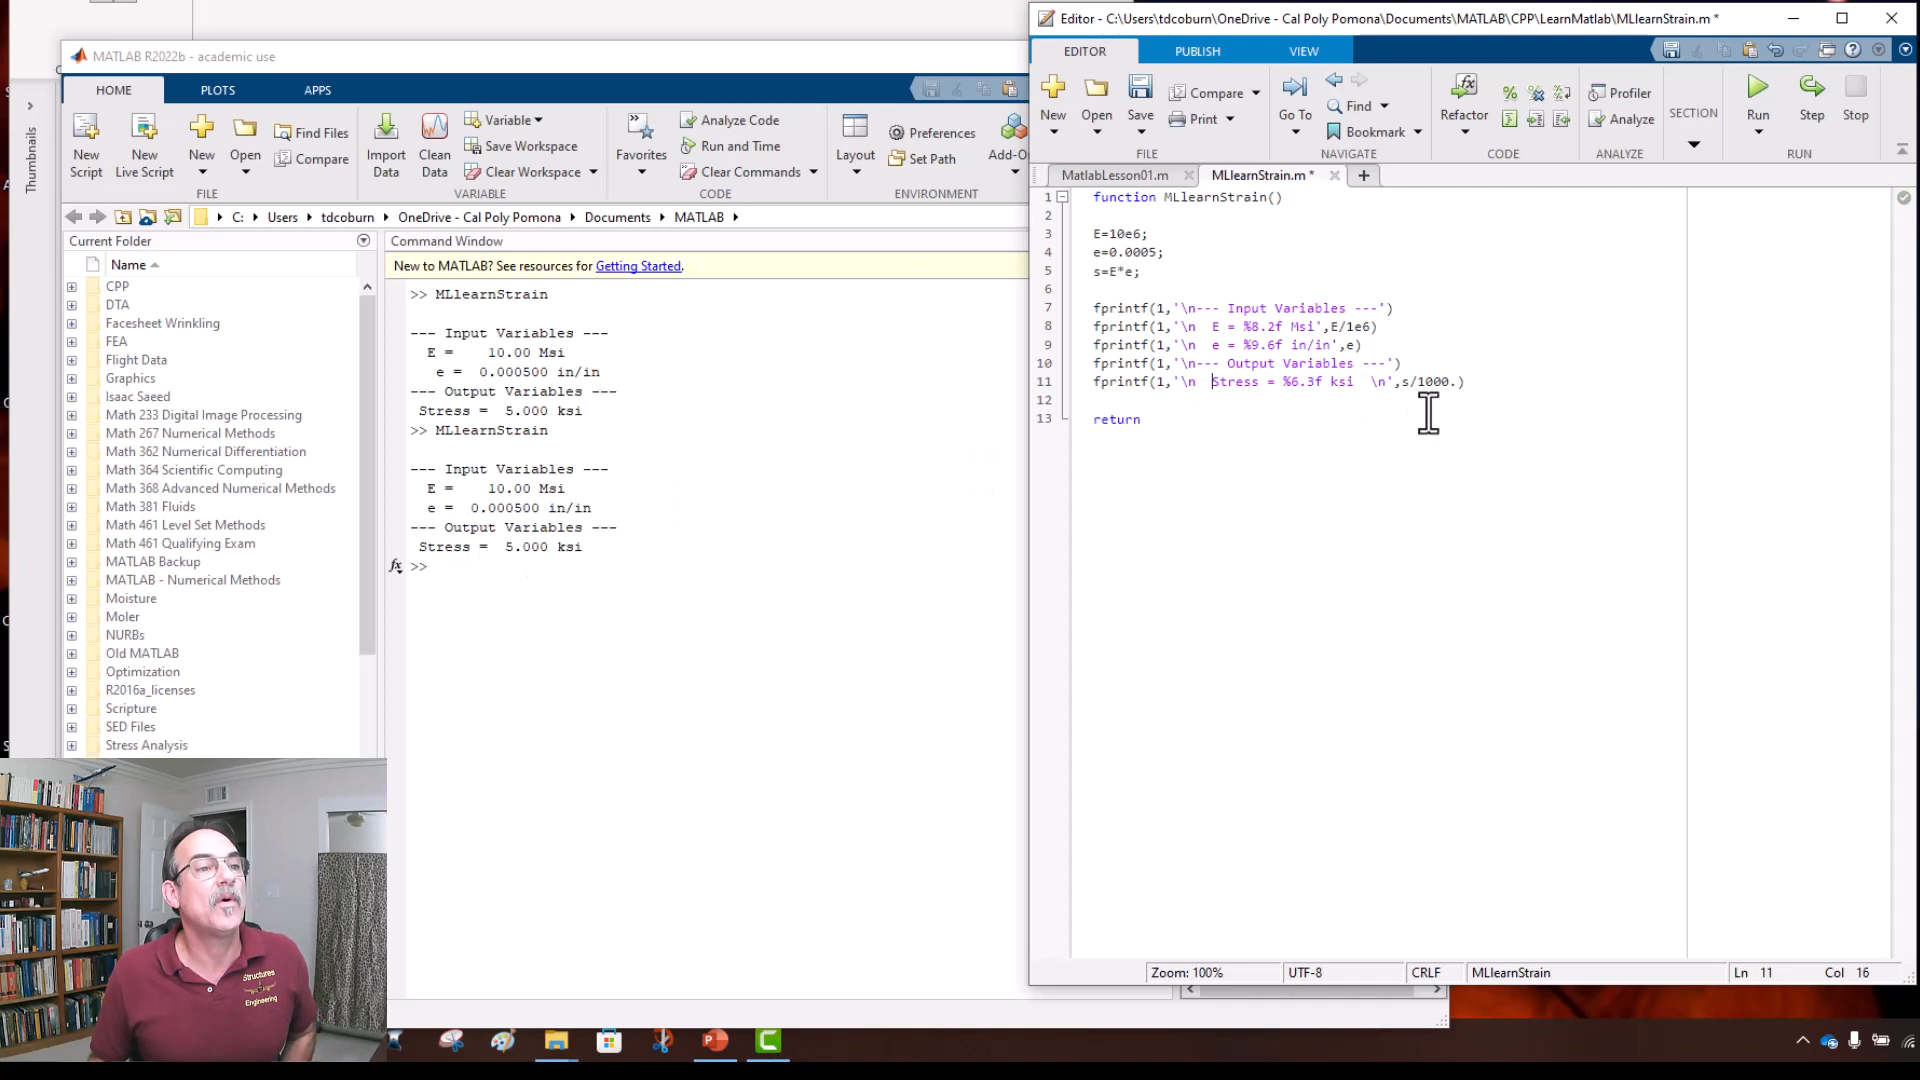 Editor - C:\Users\tdcoburn\OneDrive - Cal Poly Pomona\Documents\MATLAB\CPP\LearnMatlab\MLlearnStrain.m *
EDITOR PUBLISH VIEW
New Open Save
Compare
Print
FILE
Go To
Find
Bookmark
NAVIGATE
Refactor
CODE
Profiler
Analyze
ANALYZE
SECTION
Run Step Stop
RUN
MatlabLesson01.m MLlearnStrain.m *
1 function MLlearnStrain()
2
3 E=10e6;
4 e=0.0005;
5 s=E*e;
6
7 fprintf(1,'\n--- Input Variables ---')
8 fprintf(1,'\n  E = %8.2f Msi',E/1e6)
9 fprintf(1,'\n  e = %9.6f in/in',e)
10 fprintf(1,'\n--- Output Variables ---')
11 fprintf(1,'\n  Stress = %6.3f ksi  \n',s/1000.)
12
13 return
Zoom: 100% UTF-8 CRLF MLlearnStrain Ln 11 Col 16
MATLAB R2022b - academic use
HOME PLOTS APPS
New Script
New Live Script
New
Open
Find Files
Compare
FILE
Import Data
Clean Data
Variable
Save Workspace
Clear Workspace
VARIABLE
Favorites
Analyze Code
Run and Time
Clear Commands
CODE
Layout
Preferences
Set Path
ENVIRONMENT
C: Users tdcoburn OneDrive - Cal Poly Pomona Documents MATLAB
Thumbnails
Current Folder
Name
CPP
DTA
Facesheet Wrinkling
FEA
Flight Data
Graphics
Isaac Saeed
Math 233 Digital Image Processing
Math 267 Numerical Methods
Math 362 Numerical Differentiation
Math 364 Scientific Computing
Math 368 Advanced Numerical Methods
Math 381 Fluids
Math 461 Level Set Methods
Math 461 Qualifying Exam
MATLAB Backup
MATLAB - Numerical Methods
Moisture
Moler
NURBs
Old MATLAB
Optimization
R2016a_licenses
Scripture
SED Files
Stress Analysis
Command Window
New to MATLAB? See resources for Getting Started.
>> MLlearnStrain
--- Input Variables ---
E =    10.00 Msi
e =  0.000500 in/in
--- Output Variables ---
Stress =  5.000 ksi
>> MLlearnStrain
--- Input Variables ---
E =    10.00 Msi
e =  0.000500 in/in
--- Output Variables ---
Stress =  5.000 ksi
fx >>
Structures
Engineering